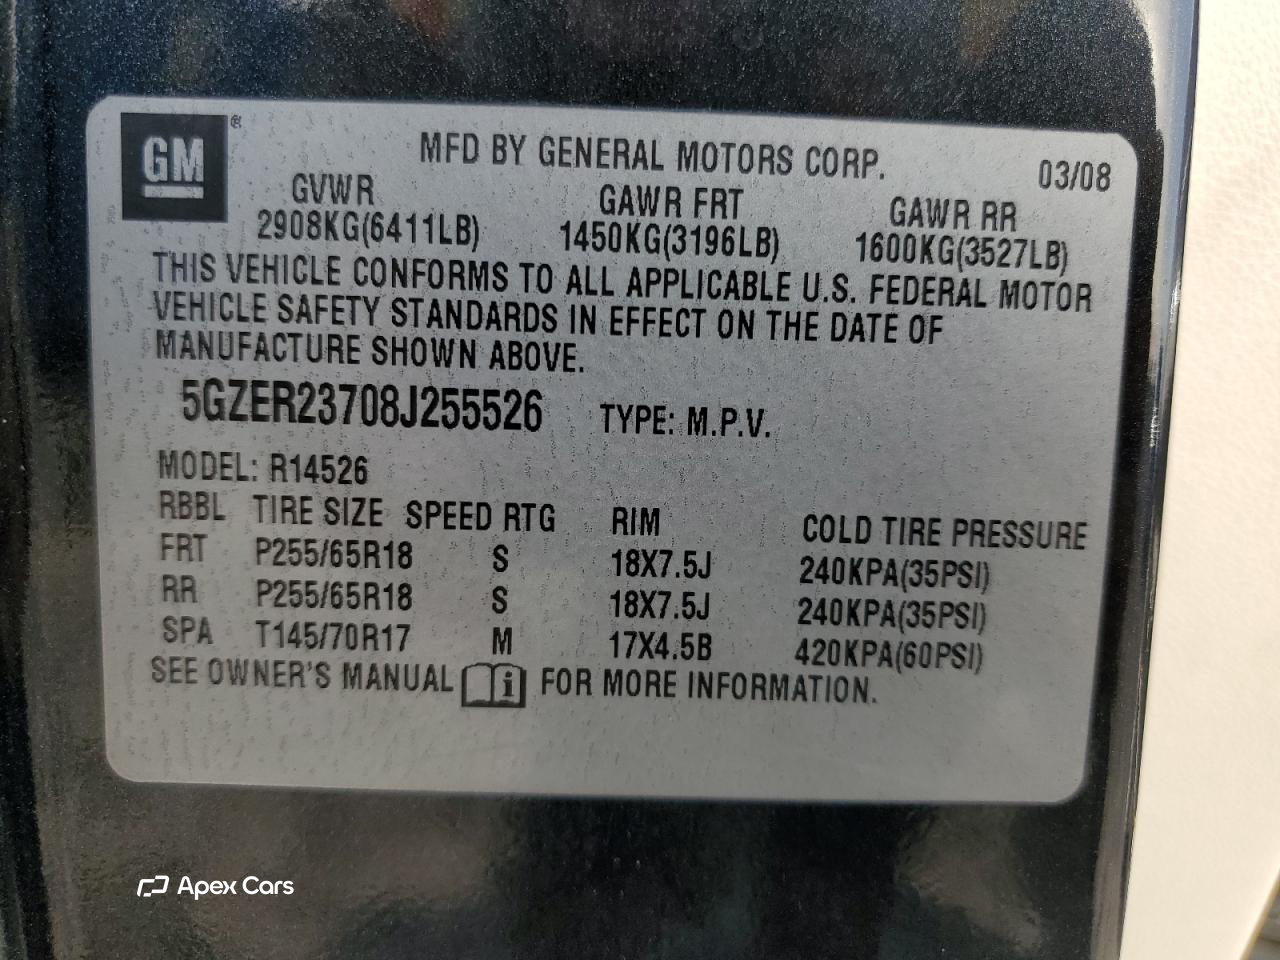 GM ®
MFD BY GENERAL MOTORS CORP. 03/08
GVWR GAWR FRT GAWR RR
2908KG(6411LB) 1450KG(3196LB) 1600KG(3527LB)
THIS VEHICLE CONFORMS TO ALL APPLICABLE U.S. FEDERAL MOTOR
VEHICLE SAFETY STANDARDS IN EFFECT ON THE DATE OF
MANUFACTURE SHOWN ABOVE.
5GZER23708J255526 TYPE: M.P.V.
MODEL: R14526
RBBL TIRE SIZE SPEED RTG RIM COLD TIRE PRESSURE
FRT P255/65R18 S 18X7.5J 240KPA(35PSI)
RR P255/65R18 S 18X7.5J 240KPA(35PSI)
SPA T145/70R17 M 17X4.5B 420KPA(60PSI)
SEE OWNER'S MANUAL i FOR MORE INFORMATION.
Apex Cars